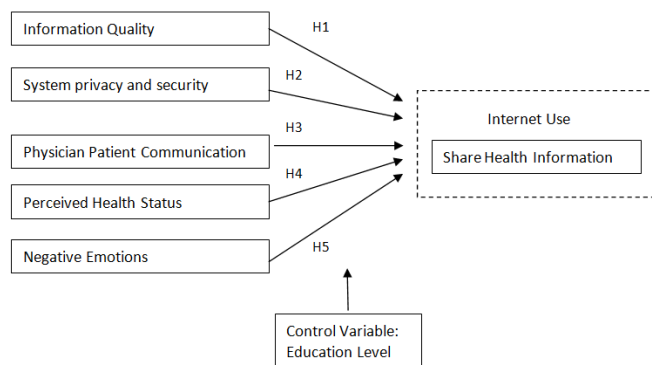 Information Quality
H1
System privacy and security
H2
Physician Patient Communication
H3
Perceived Health Status
H4
Negative Emotions
H5
Internet Use
Share Health Information
Control Variable:
Education Level